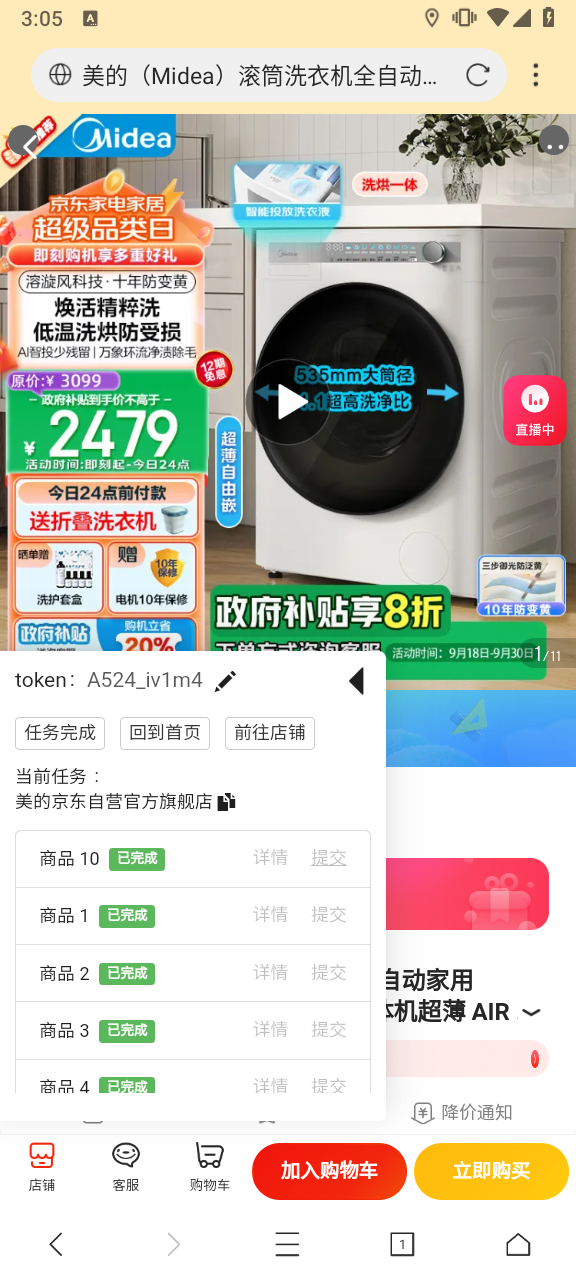 3:05
A
美的（Midea）滚筒洗衣机全自动...
Midea
京东家电家居
超级品类日
即刻购机享多重好礼
溶漩风科技·十年防变黄
焕活精粹洗
低温洗烘防受损
AI智投少残留|万象环流净渍除毛
原价:¥ 3099
12期
免息
政府补贴到手价不高于
¥ 2479
活动时间:即刻起-今日24点
今日24点前付款
送折叠洗衣机
晒单赠
洗护套盒
赠
10年
保修
电机10年保修
政府补贴
购机立省
20%
智能投放洗衣液
洗烘一体
Midea
535mm大筒径
1.1超高洗净比
超薄自由嵌
直播中
三步御光防泛黄
10年防变黄
政府补贴享8折
下单方式咨询客服
活动时间：9月18日-9月30日
1/11
token： A524_iv1m4
任务完成
回到首页
前往店铺
当前任务：
美的京东自营官方旗舰店
商品 10 已完成 详情 提交
商品 1 已完成 详情 提交
商品 2 已完成 详情 提交
商品 3 已完成 详情 提交
商品 4 已完成 详情 提交
自动家用
体机超薄 AIR
降价通知
店铺
客服
购物车
加入购物车
立即购买
1